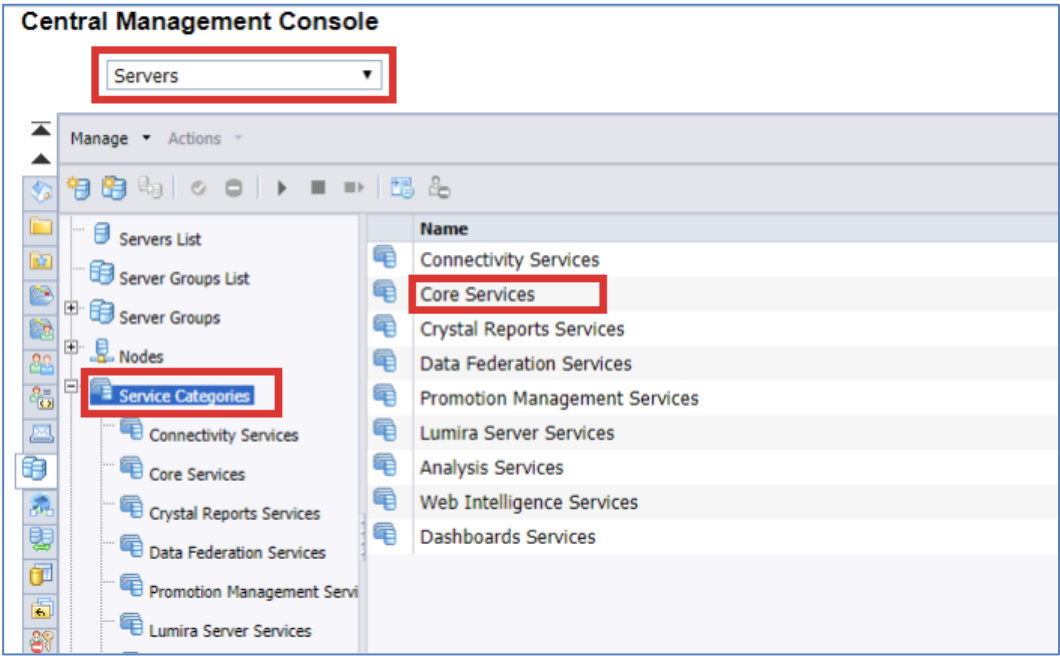 Central Management Console
Servers
Manage Actions
Servers List
Server Groups List
Server Groups
Nodes
Service Categories
Connectivity Services
Core Services
Crystal Reports Services
Data Federation Services
Promotion Management Servi
Lumira Server Services
Name
Connectivity Services
Core Services
Crystal Reports Services
Data Federation Services
Promotion Management Services
Lumira Server Services
Analysis Services
Web Intelligence Services
Dashboards Services